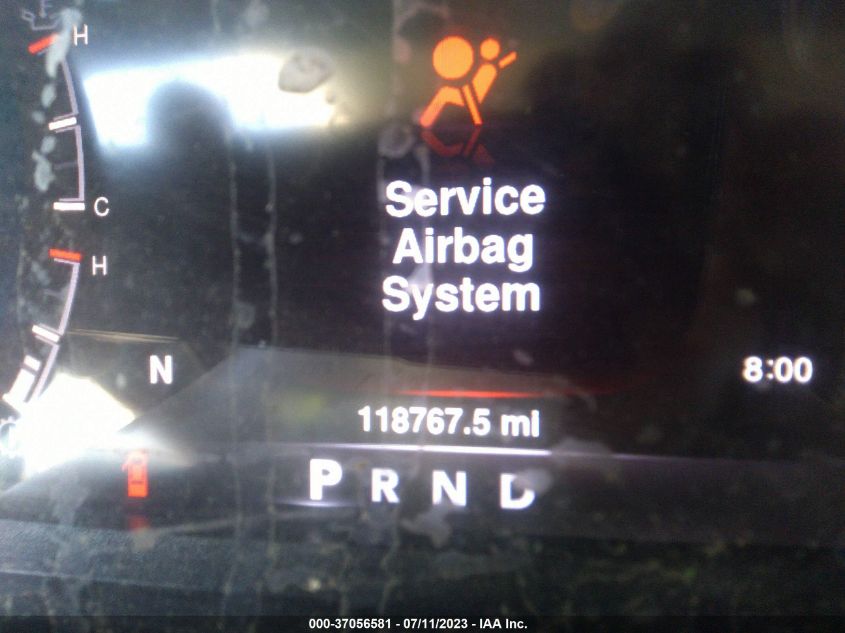 H
C
H
Service
Airbag
System
N 8:00
118767.5 mi
P R N D
000-37056581 - 07/11/2023 - IAA Inc.